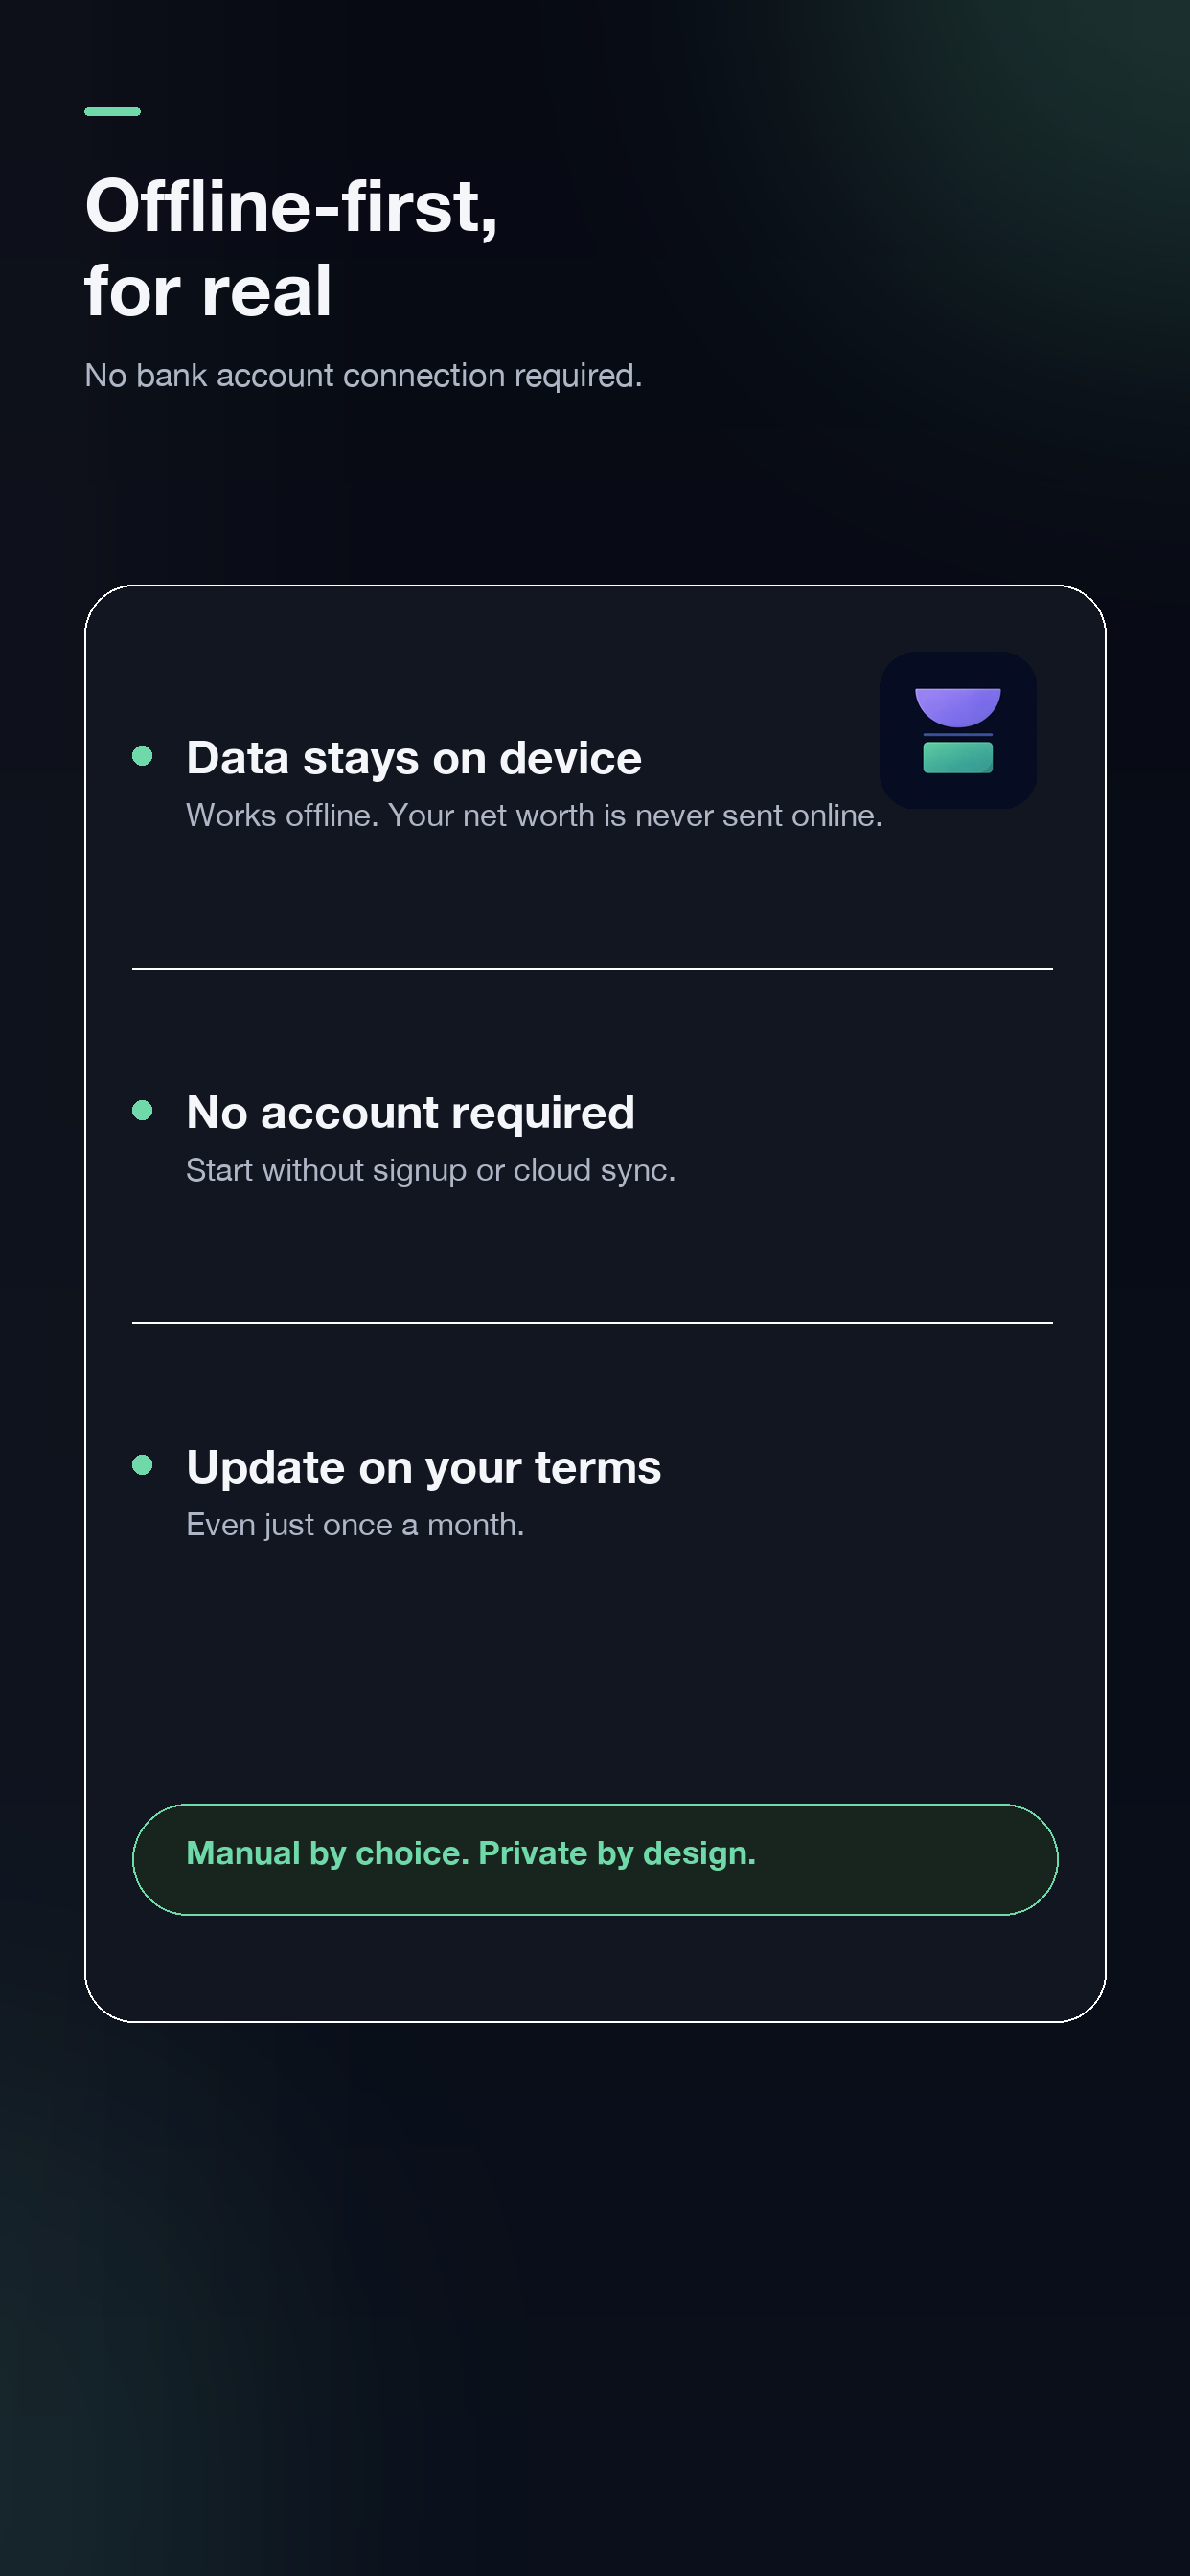 Offline-first,
for real
No bank account connection required.
Data stays on device
Works offline. Your net worth is never sent online.
No account required
Start without signup or cloud sync.
Update on your terms
Even just once a month.
Manual by choice. Private by design.